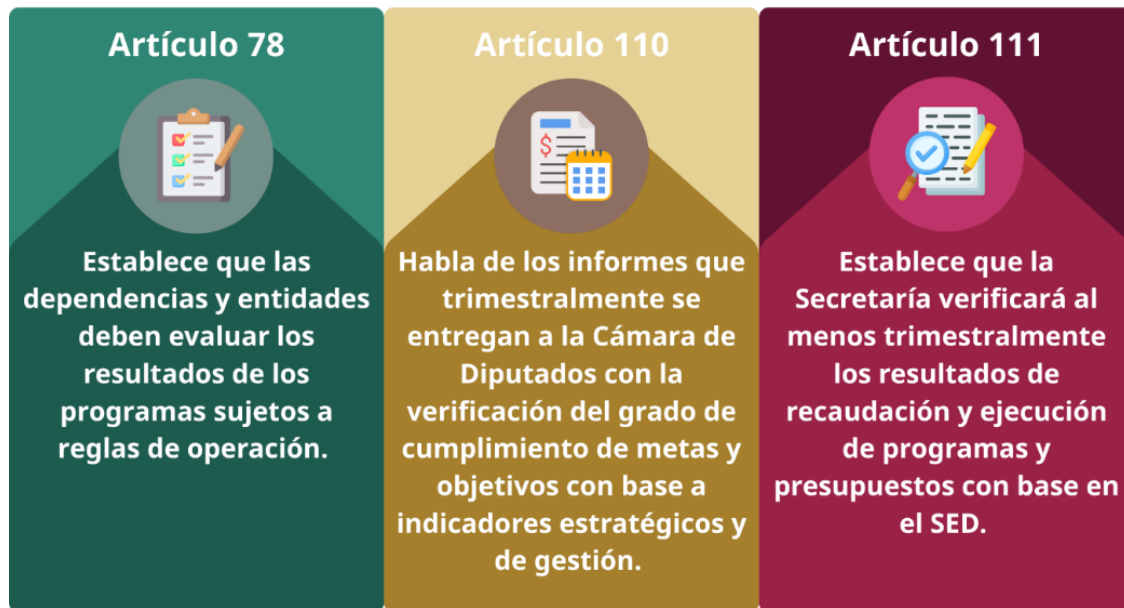 Artículo 78
Establece que las
dependencias y entidades
deben evaluar los
resultados de los
programas sujetos a
reglas de operación.
Artículo 110
Habla de los informes que
trimestralmente se
entregan a la Cámara de
Diputados con la
verificación del grado de
cumplimiento de metas y
objetivos con base a
indicadores estratégicos y
de gestión.
Artículo 111
Establece que la
Secretaría verificará al
menos trimestralmente
los resultados de
recaudación y ejecución
de programas y
presupuestos con base en
el SED.